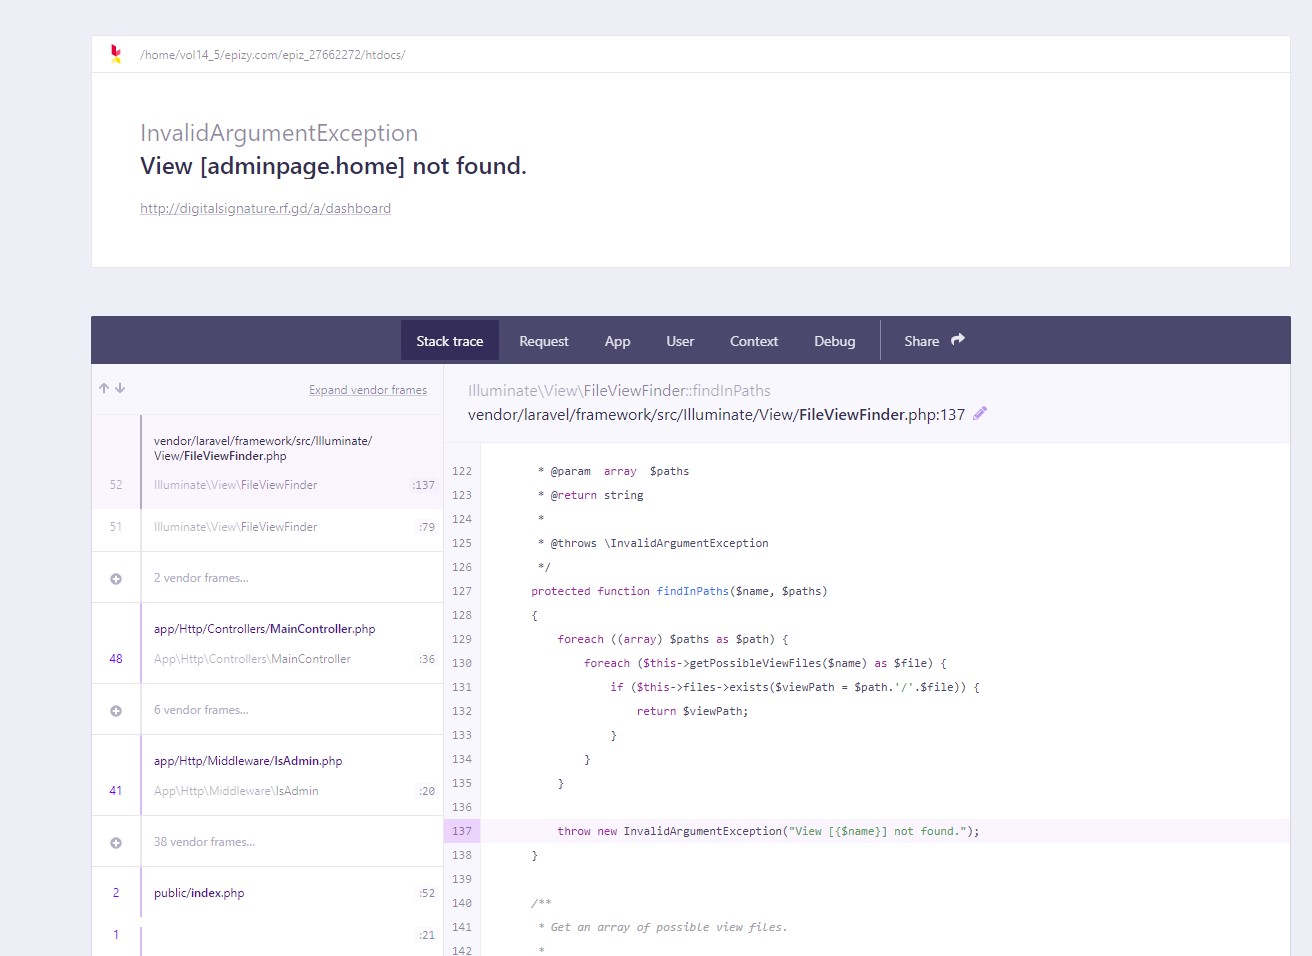 /home/vol14_5/epizy.com/epiz_27662272/htdocs/
InvalidArgumentException
View [adminpage.home] not found.
http://digitalsignature.rf.gd/a/dashboard
Stack trace
Request
App
User
Context
Debug
Share
Expand vendor frames
vendor/laravel/framework/src/Illuminate/
View/FileViewFinder.php
52 Illuminate\View\FileViewFinder :137
51 Illuminate\View\FileViewFinder :79
2 vendor frames...
app/Http/Controllers/MainController.php
48 App\Http\Controllers\MainController :36
6 vendor frames...
app/Http/Middleware/IsAdmin.php
41 App\Http\Middleware\IsAdmin :20
38 vendor frames...
2 public/index.php :52
1 :21
Illuminate\View\FileViewFinder::findInPaths
vendor/laravel/framework/src/Illuminate/View/FileViewFinder.php:137
122 * @param  array  $paths
123 * @return string
124 *
125 * @throws \InvalidArgumentException
126 */
127 protected function findInPaths($name, $paths)
128 {
129 foreach ((array) $paths as $path) {
130 foreach ($this->getPossibleViewFiles($name) as $file) {
131 if ($this->files->exists($viewPath = $path.'/'.$file)) {
132 return $viewPath;
133 }
134 }
135 }
136
137 throw new InvalidArgumentException("View [{$name}] not found.");
138 }
139
140 /**
141 * Get an array of possible view files.
142 *